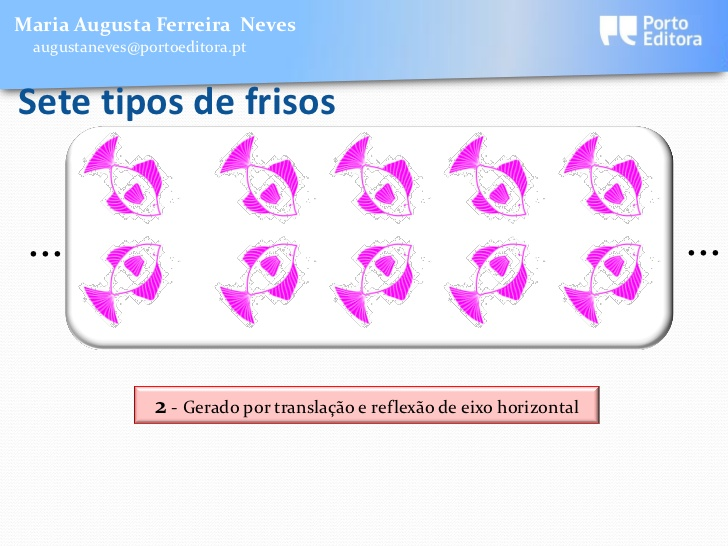 Maria Augusta Ferreira Neves
augustaneves@portoeditora.pt
Porto
Editora
Sete tipos de frisos
... ...
2 - Gerado por translação e reflexão de eixo horizontal